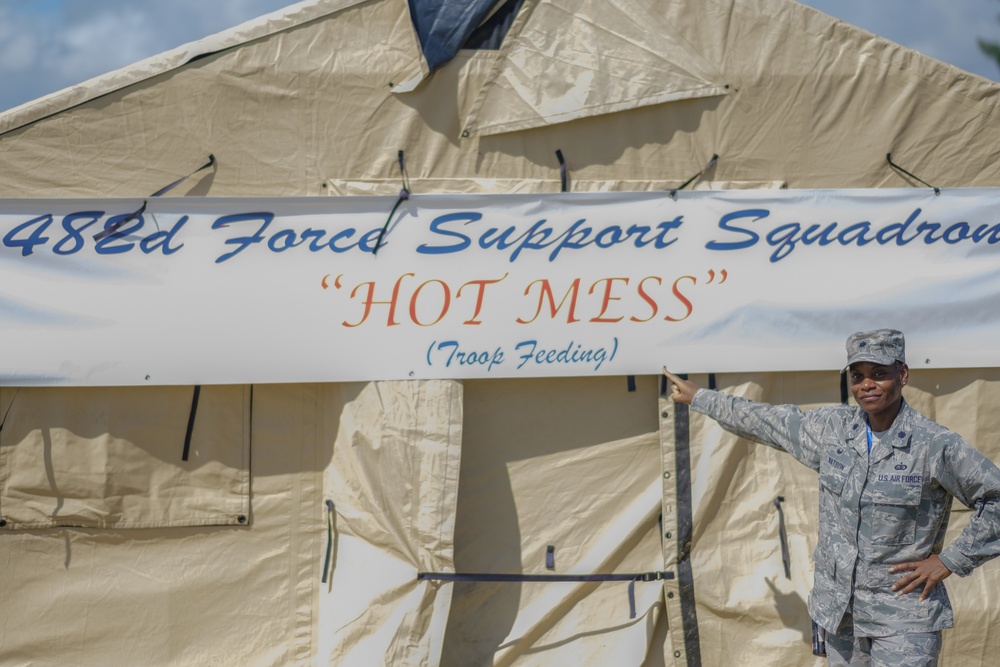 482d Force Support Squadron
“HOT MESS”
(Troop Feeding)
U.S. AIR FORCE